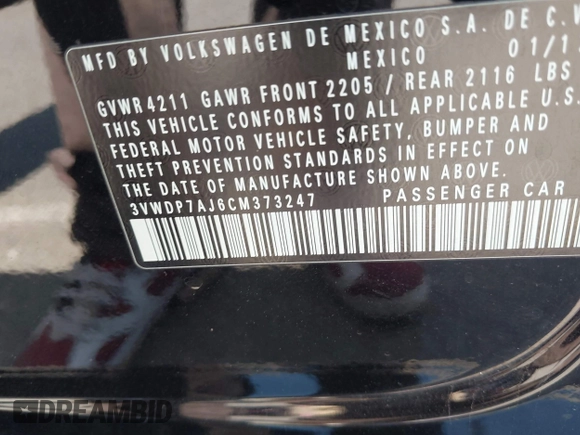 MFD BY VOLKSWAGEN DE MEXICO S.A. DE C.V
MEXICO 01/1
GVWR 4211 GAWR FRONT 2205 / REAR 2116 LBS
THIS VEHICLE CONFORMS TO ALL APPLICABLE U.S.
FEDERAL MOTOR VEHICLE SAFETY, BUMPER AND
THEFT PREVENTION STANDARDS IN EFFECT ON
THE DATE OF MANUFACTURE SHOWN ABOVE.
3VWDP7AJ6CM373247 PASSENGER CAR
DREAMBID